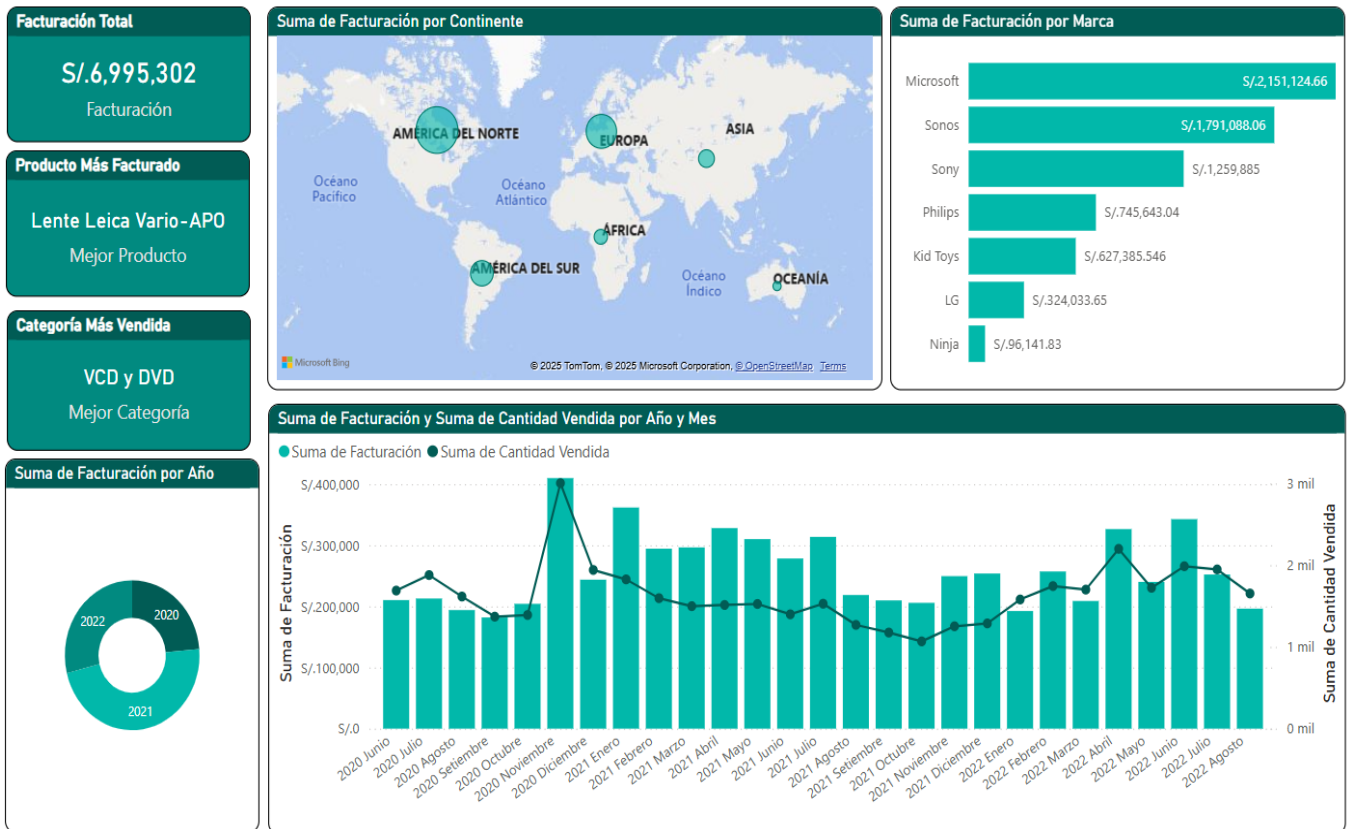 Facturación Total
S/.6,995,302
Facturación
Producto Más Facturado
Lente Leica Vario-APO
Mejor Producto
Categoría Más Vendida
VCD y DVD
Mejor Categoría
Suma de Facturación por Año
2020
2022
2021
Suma de Facturación por Continente
AMÉRICA DEL NORTE
EUROPA
ASIA
Océano
Pacífico
Océano
Atlántico
ÁFRICA
AMÉRICA DEL SUR
Océano
Índico
OCEANÍA
Microsoft Bing
© 2025 TomTom, © 2025 Microsoft Corporation, © OpenStreetMap Terms
Suma de Facturación por Marca
Microsoft S/.2,151,124.66
Sonos S/.1,791,088.06
Sony S/.1,259,885
Philips S/.745,643.04
Kid Toys S/.627,385.546
LG S/.324,033.65
Ninja S/.96,141.83
Suma de Facturación y Suma de Cantidad Vendida por Año y Mes
Suma de Facturación Suma de Cantidad Vendida
Suma de Facturación
S/.400,000
S/.300,000
S/.200,000
S/.100,000
S/.0
3 mil
2 mil
1 mil
0 mil
Suma de Cantidad Vendida
2020 Junio
2020 Julio
2020 Agosto
2020 Setiembre
2020 Octubre
2020 Noviembre
2020 Diciembre
2021 Enero
2021 Febrero
2021 Marzo
2021 Abril
2021 Mayo
2021 Junio
2021 Julio
2021 Agosto
2021 Setiembre
2021 Octubre
2021 Noviembre
2021 Diciembre
2022 Enero
2022 Febrero
2022 Marzo
2022 Abril
2022 Mayo
2022 Junio
2022 Julio
2022 Agosto